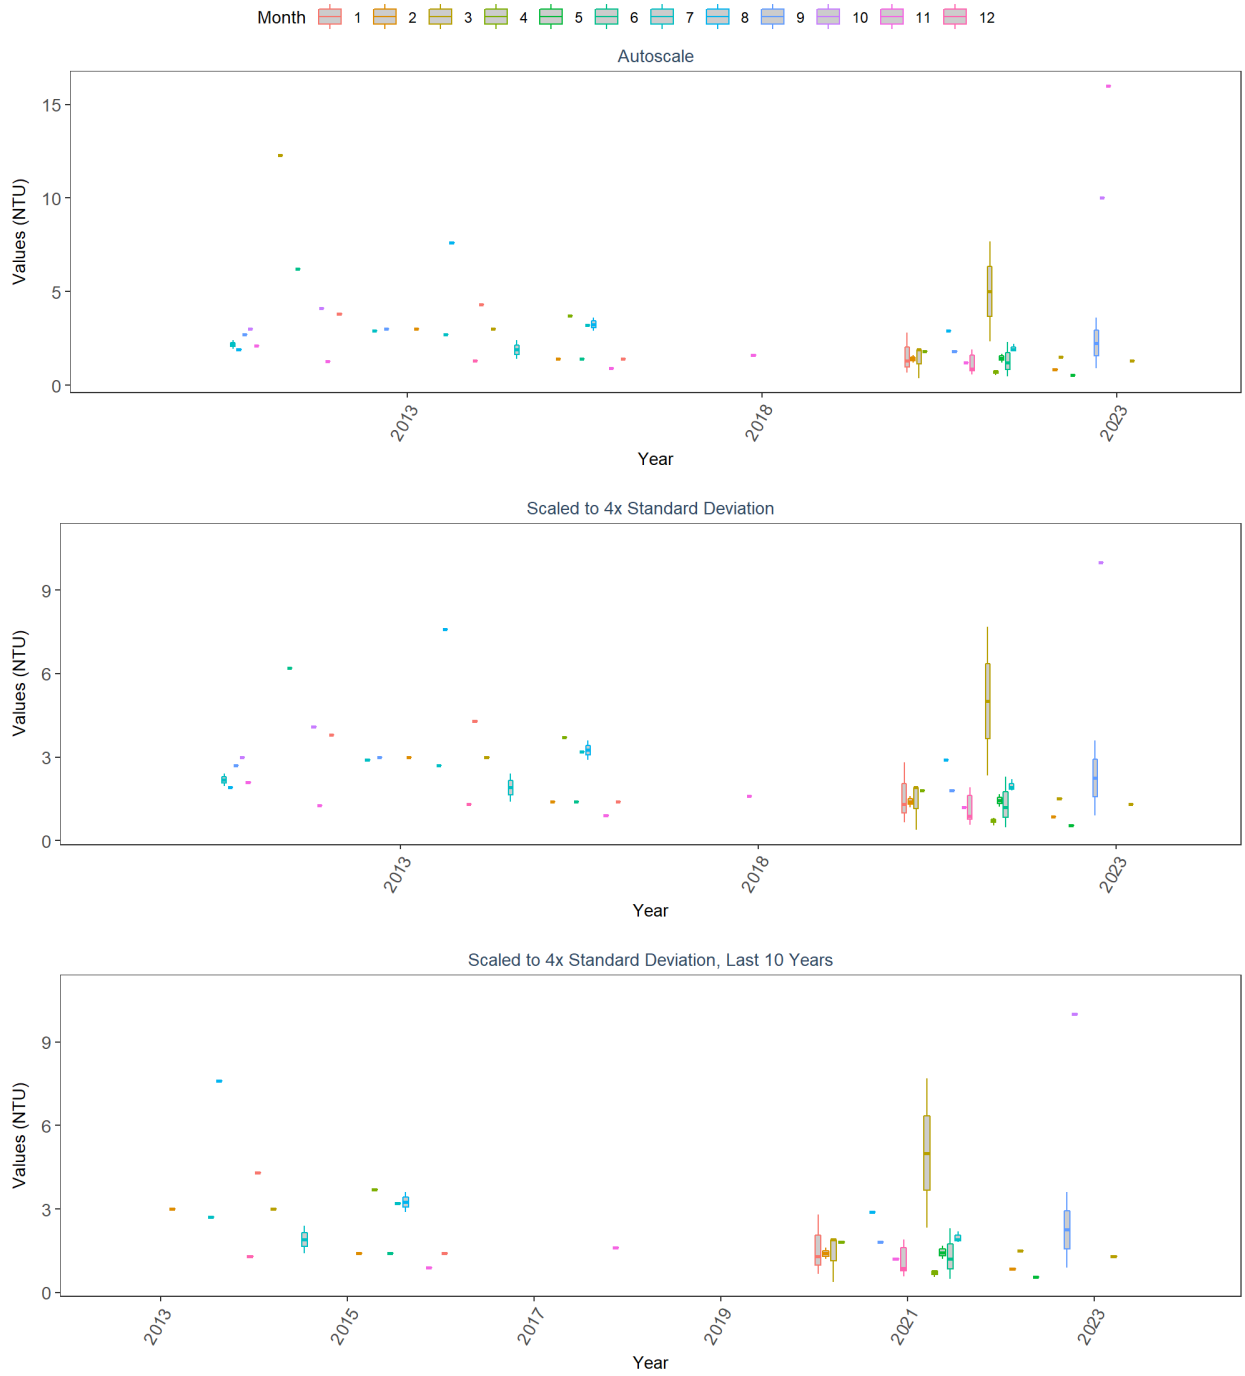 Month 1 2 3 4 5 6 7 8 9 10 11 12
Autoscale
Values (NTU)
15
10
5
0
2013 2018 2023
Year
Scaled to 4x Standard Deviation
Values (NTU)
9
6
3
0
2013 2018 2023
Year
Scaled to 4x Standard Deviation, Last 10 Years
Values (NTU)
9
6
3
0
2013 2015 2017 2019 2021 2023
Year